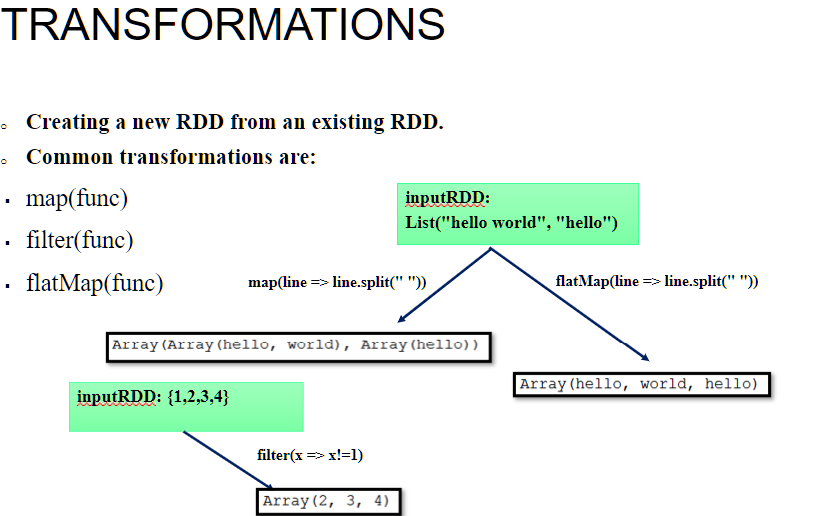 TRANSFORMATIONS
Creating a new RDD from an existing RDD.
Common transformations are:
map(func)
filter(func)
flatMap(func)
inputRDD:
List("hello world", "hello")
map(line => line.split(" "))
flatMap(line => line.split(" "))
Array(Array(hello, world), Array(hello))
Array(hello, world, hello)
inputRDD: {1,2,3,4}
filter(x => x!=1)
Array(2, 3, 4)